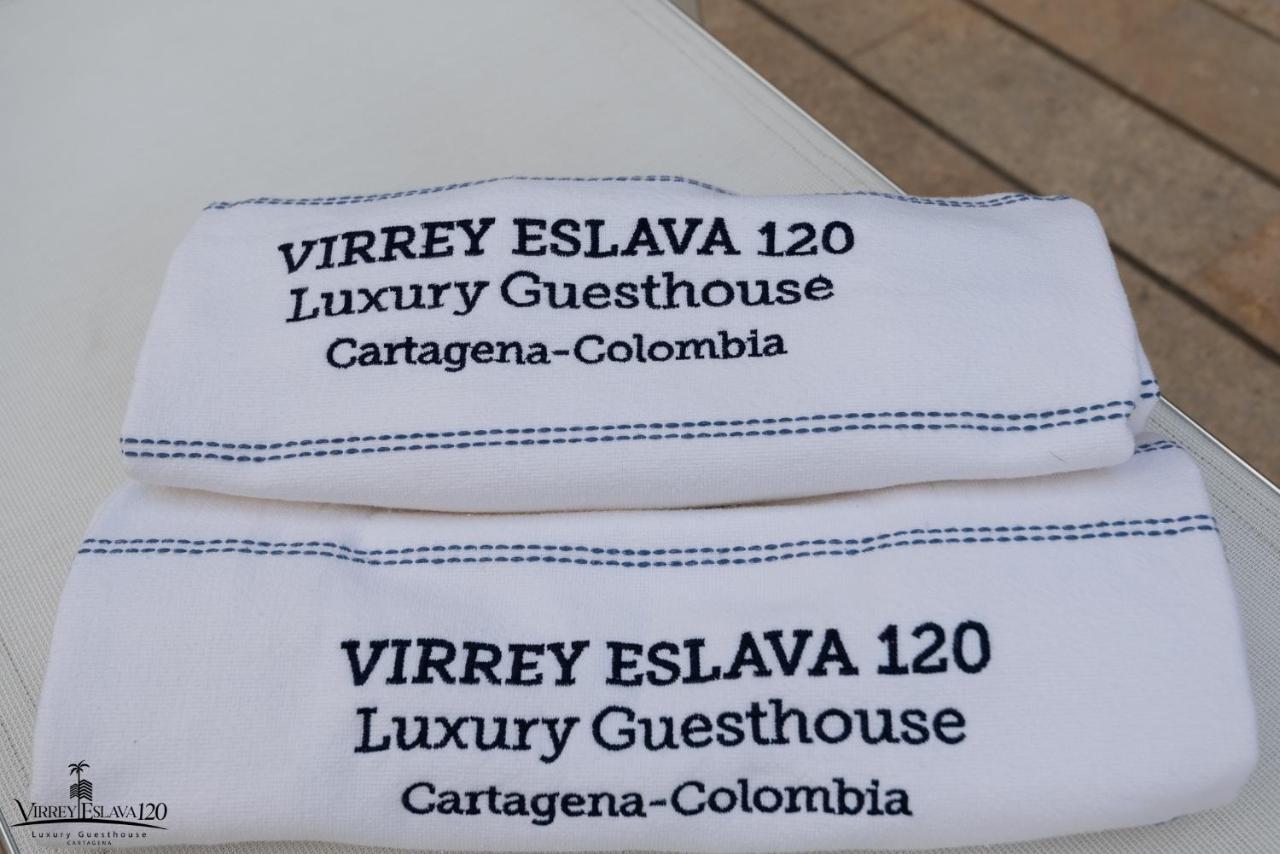 VIRREY ESLAVA 120
Luxury Guesthouse
Cartagena-Colombia
VIRREY ESLAVA 120
Luxury Guesthouse
Cartagena-Colombia
VIRREY ESLAVA 120
Luxury Guesthouse
CARTAGENA